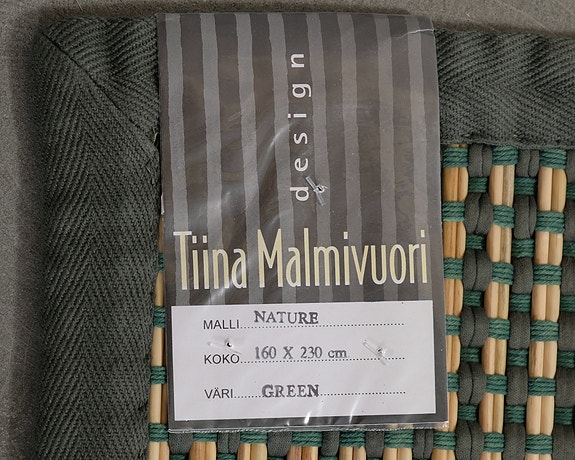 design
Tiina Malmivuori
MALLI NATURE
KOKO 160 X 230 cm
VÄRI GREEN